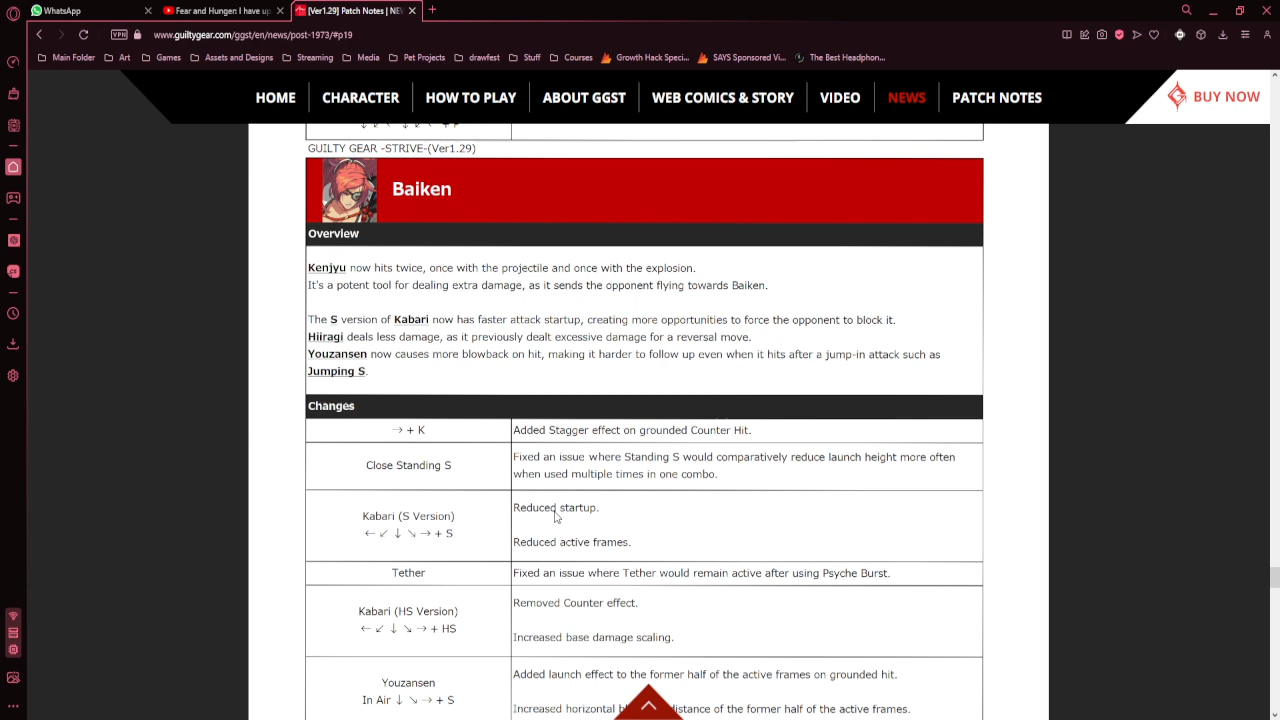 WhatsApp
Fear and Hunger: I have up
[Ver1.29] Patch Notes | NE
VPN
www.guiltygear.com/ggst/en/news/post-1973/#p19
Main Folder
Art
Games
Assets and Designs
Streaming
Media
Pet Projects
drawfest
Stuff
Courses
Growth Hack Speci...
SAYS Sponsored Vi...
The Best Headphon...
HOME
CHARACTER
HOW TO PLAY
ABOUT GGST
WEB COMICS & STORY
VIDEO
NEWS
PATCH NOTES
BUY NOW
GUILTY GEAR -STRIVE-(Ver1.29)
Baiken
Overview
Kenjyu now hits twice, once with the projectile and once with the explosion.
It's a potent tool for dealing extra damage, as it sends the opponent flying towards Baiken.
The S version of Kabari now has faster attack startup, creating more opportunities to force the opponent to block it.
Hiiragi deals less damage, as it previously dealt excessive damage for a reversal move.
Youzansen now causes more blowback on hit, making it harder to follow up even when it hits after a jump-in attack such as
Jumping S.
Changes
→ + K
Added Stagger effect on grounded Counter Hit.
Close Standing S
Fixed an issue where Standing S would comparatively reduce launch height more often
when used multiple times in one combo.
Kabari (S Version)
← ↙ ↓ ↘ → + S
Reduced startup.
Reduced active frames.
Tether
Fixed an issue where Tether would remain active after using Psyche Burst.
Kabari (HS Version)
← ↙ ↓ ↘ → + HS
Removed Counter effect.
Increased base damage scaling.
Youzansen
In Air ↓ ↘ → + S
Added launch effect to the former half of the active frames on grounded hit.
Increased horizontal bl distance of the former half of the active frames.